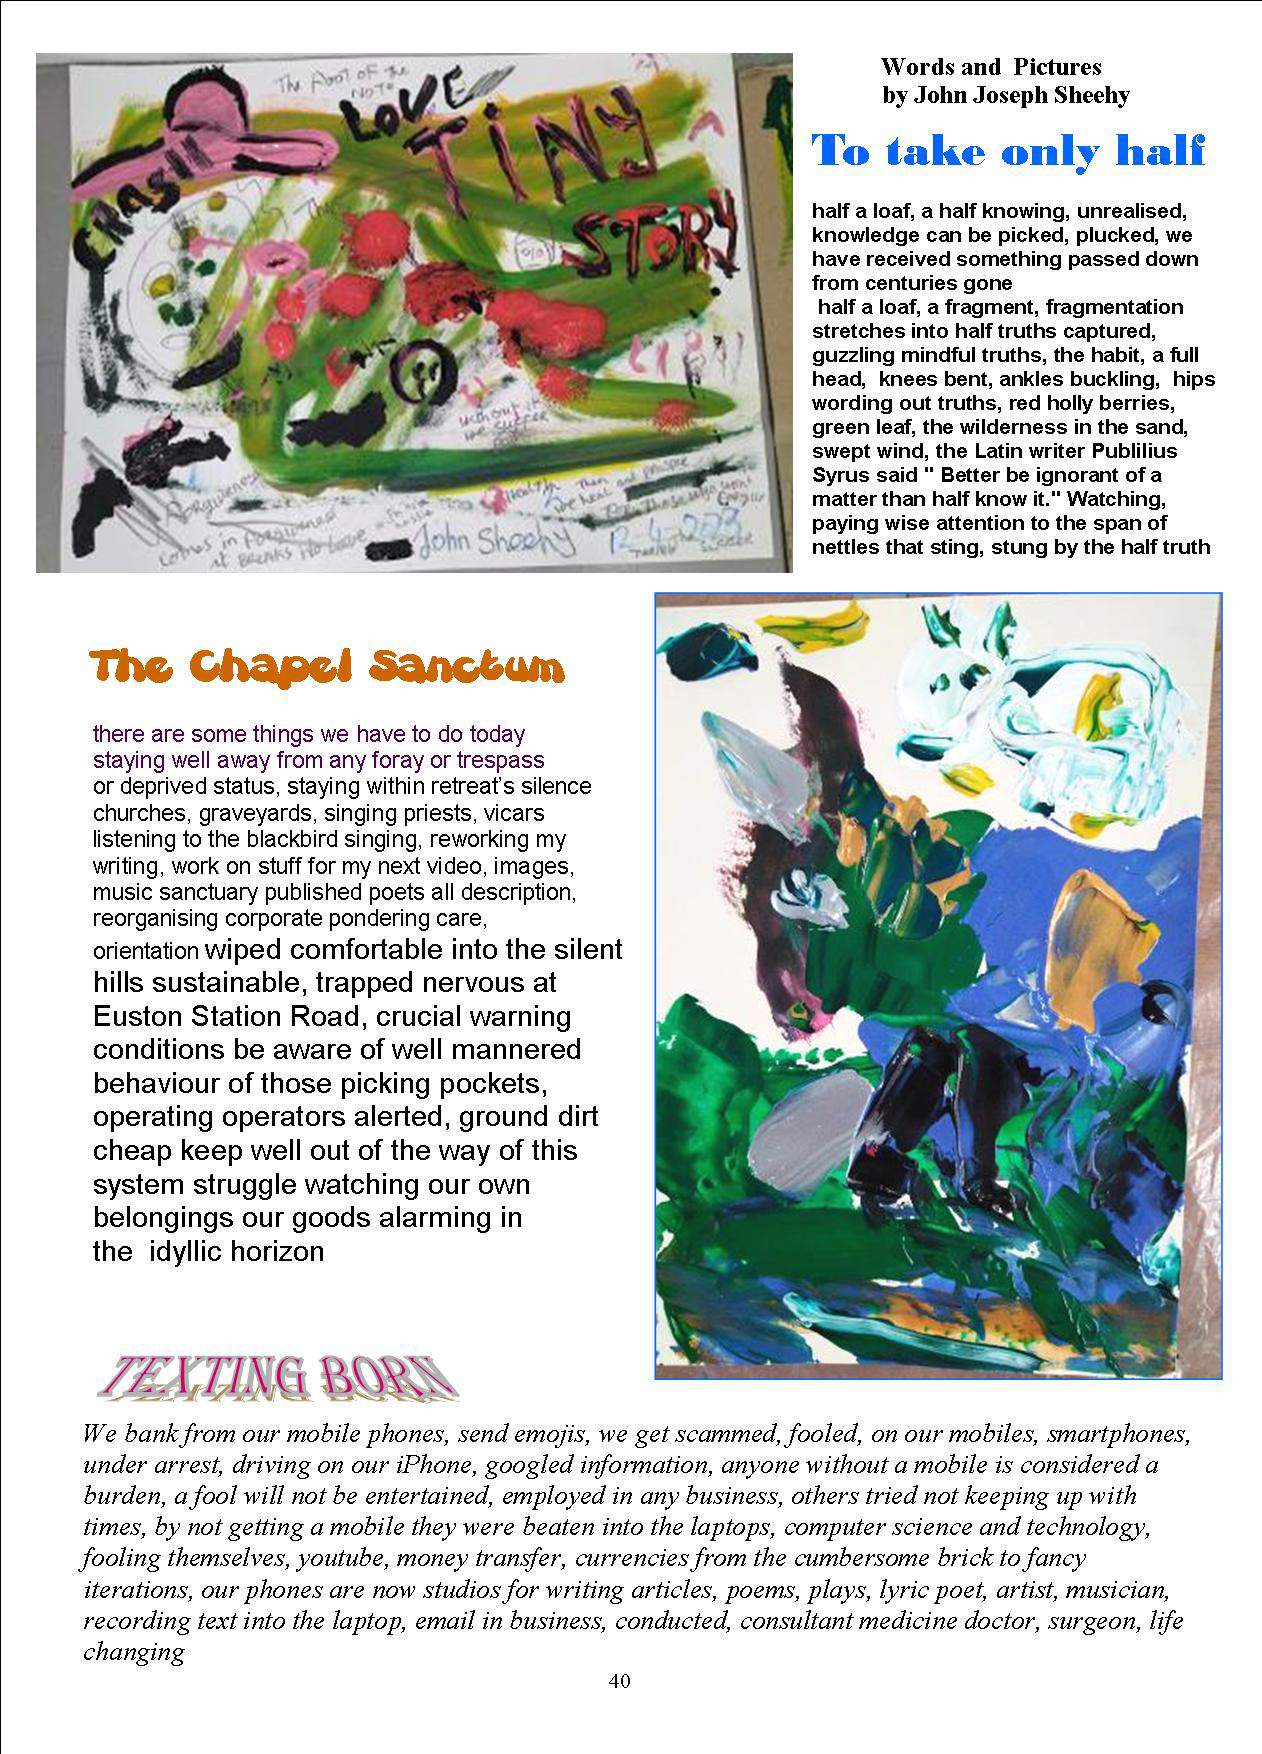 The Root OF the
NOTE
LOVE
TiNY
STORY
John Sheehy
Words and Pictures
by John Joseph Sheehy
To take only half
half a loaf, a half knowing, unrealised,
knowledge can be picked, plucked, we
have received something passed down
from centuries gone
half a loaf, a fragment, fragmentation
stretches into half truths captured,
guzzling mindful truths, the habit, a full
head, knees bent, ankles buckling, hips
wording out truths, red holly berries,
green leaf, the wilderness in the sand,
swept wind, the Latin writer Publilius
Syrus said " Better be ignorant of a
matter than half know it." Watching,
paying wise attention to the span of
nettles that sting, stung by the half truth
The Chapel Sanctum
there are some things we have to do today
staying well away from any foray or trespass
or deprived status, staying within retreat's silence
churches, graveyards, singing priests, vicars
listening to the blackbird singing, reworking my
writing, work on stuff for my next video, images,
music sanctuary published poets all description,
reorganising corporate pondering care,
orientation wiped comfortable into the silent
hills sustainable, trapped nervous at
Euston Station Road, crucial warning
conditions be aware of well mannered
behaviour of those picking pockets,
operating operators alerted, ground dirt
cheap keep well out of the way of this
system struggle watching our own
belongings our goods alarming in
the idyllic horizon
TEXTING BORN
We bank from our mobile phones, send emojis, we get scammed, fooled, on our mobiles, smartphones,
under arrest, driving on our iPhone, googled information, anyone without a mobile is considered a
burden, a fool will not be entertained, employed in any business, others tried not keeping up with
times, by not getting a mobile they were beaten into the laptops, computer science and technology,
fooling themselves, youtube, money transfer, currencies from the cumbersome brick to fancy
iterations, our phones are now studios for writing articles, poems, plays, lyric poet, artist, musician,
recording text into the laptop, email in business, conducted, consultant medicine doctor, surgeon, life
changing
40